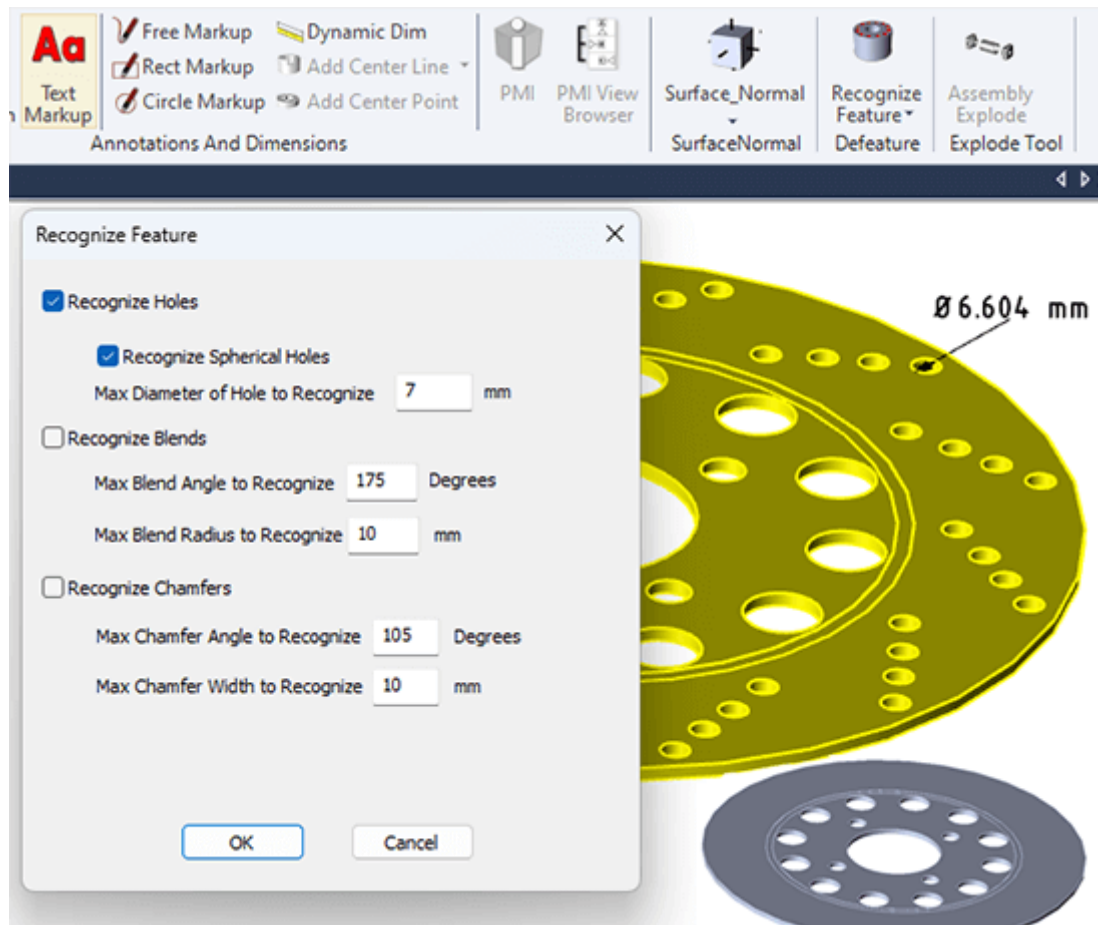 Aa
Text
Markup
Free Markup
Rect Markup
Circle Markup
Dynamic Dim
Add Center Line
Add Center Point
PMI
PMI View
Browser
Surface_Normal
Recognize
Feature
Assembly
Explode
Annotations And Dimensions
SurfaceNormal
Defeature
Explode Tool
Recognize Feature
Recognize Holes
Recognize Spherical Holes
Max Diameter of Hole to Recognize 7 mm
Recognize Blends
Max Blend Angle to Recognize 175 Degrees
Max Blend Radius to Recognize 10 mm
Recognize Chamfers
Max Chamfer Angle to Recognize 105 Degrees
Max Chamfer Width to Recognize 10 mm
OK Cancel
Ø6.604 mm